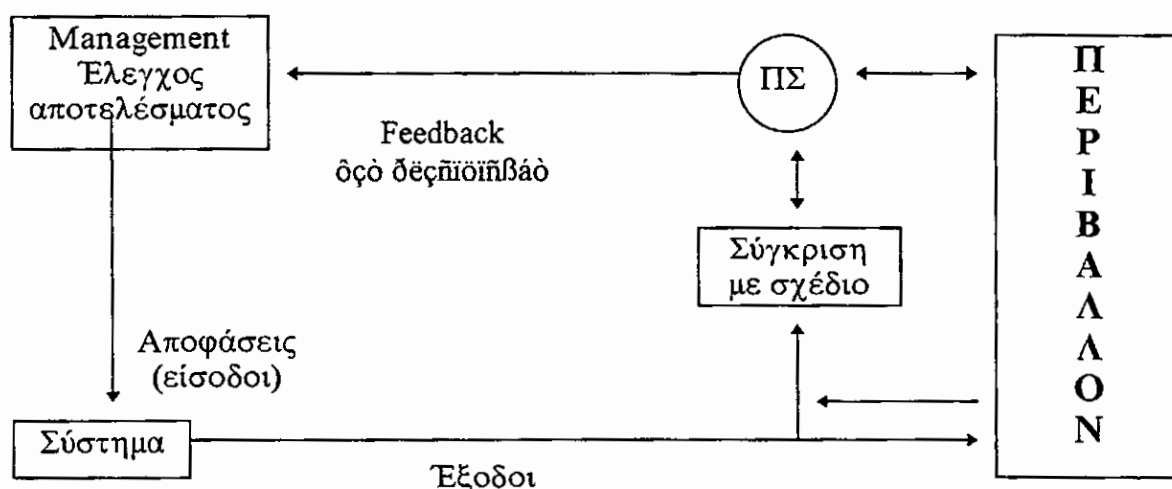 Management
Έλεγχος
αποτελέσματος
ΠΣ
Feedback
ôçò ðëçñïöïñßáò
Σύγκριση
με σχέδιο
Αποφάσεις
(είσοδοι)
Σύστημα
Έξοδοι
Π
Ε
Ρ
Ι
Β
Α
Λ
Λ
Ο
Ν